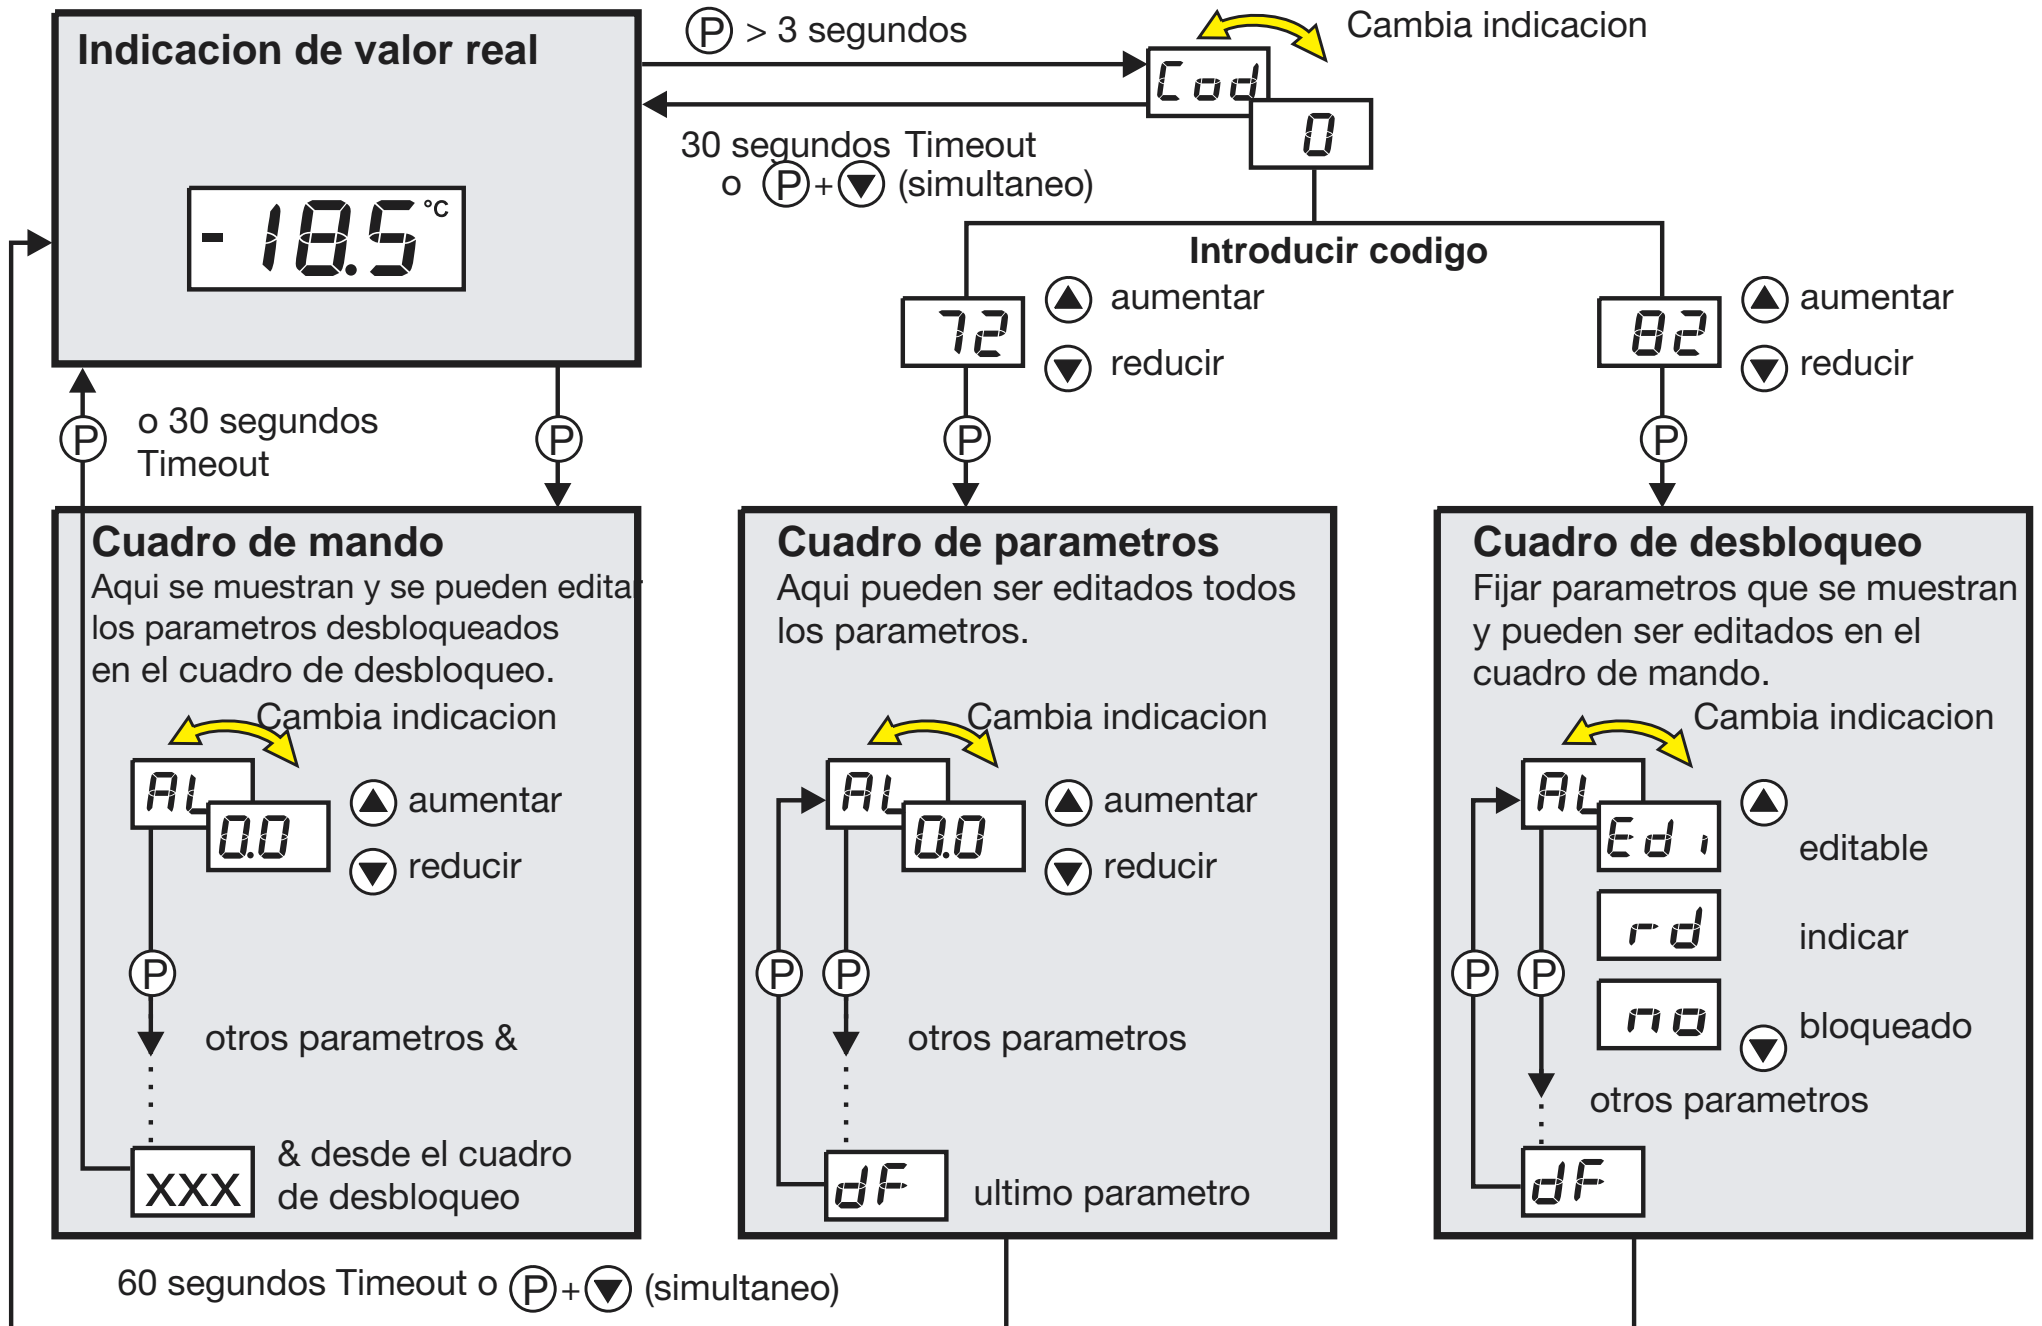 Indicacion de valor real
P > 3 segundos
Cambia indicacion
Cod
0
30 segundos Timeout
o P + (simultaneo)
-18.5 °C
Introducir codigo
72
aumentar
reducir
82
aumentar
reducir
P
o 30 segundos
Timeout
P
P
P
Cuadro de mando
Aqui se muestran y se pueden editar
los parametros desbloqueados
en el cuadro de desbloqueo.
Cambia indicacion
AL
0.0
aumentar
reducir
P
otros parametros &
xxx
& desde el cuadro
de desbloqueo
Cuadro de parametros
Aqui pueden ser editados todos
los parametros.
Cambia indicacion
AL
0.0
aumentar
reducir
P
P
otros parametros
dF
ultimo parametro
Cuadro de desbloqueo
Fijar parametros que se muestran
y pueden ser editados en el
cuadro de mando.
Cambia indicacion
AL
Edi
editable
rd
indicar
P
P
no
bloqueado
otros parametros
dF
60 segundos Timeout o P + (simultaneo)